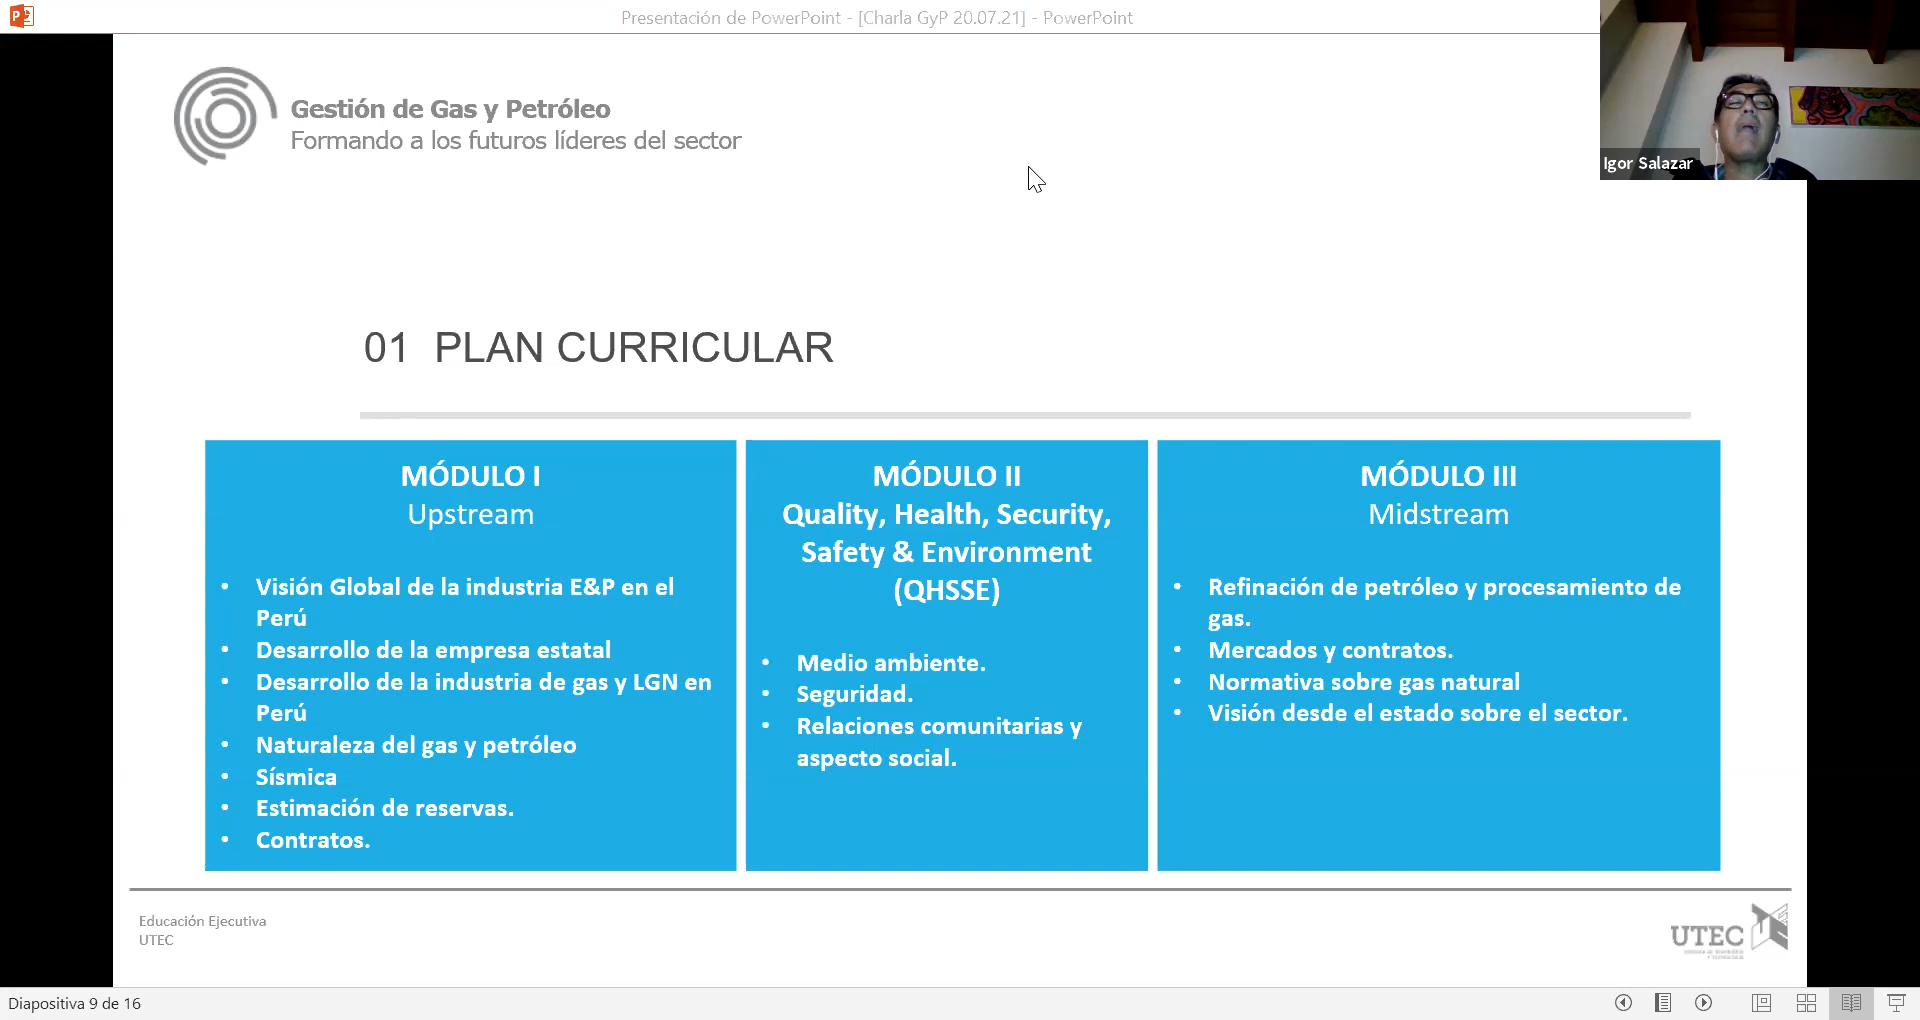 Presentación de PowerPoint - [Charla GyP 20.07.21] - PowerPoint
Gestión de Gas y Petróleo
Formando a los futuros líderes del sector
Igor Salazar
01 PLAN CURRICULAR
MÓDULO I
Upstream
• Visión Global de la industria E&P en el
Perú
• Desarrollo de la empresa estatal
• Desarrollo de la industria de gas y LGN en
Perú
• Naturaleza del gas y petróleo
• Sísmica
• Estimación de reservas.
• Contratos.
MÓDULO II
Quality, Health, Security,
Safety & Environment
(QHSSE)
• Medio ambiente.
• Seguridad.
• Relaciones comunitarias y
aspecto social.
MÓDULO III
Midstream
• Refinación de petróleo y procesamiento de
gas.
• Mercados y contratos.
• Normativa sobre gas natural
• Visión desde el estado sobre el sector.
Educación Ejecutiva
UTEC
UTEC
Diapositiva 9 de 16